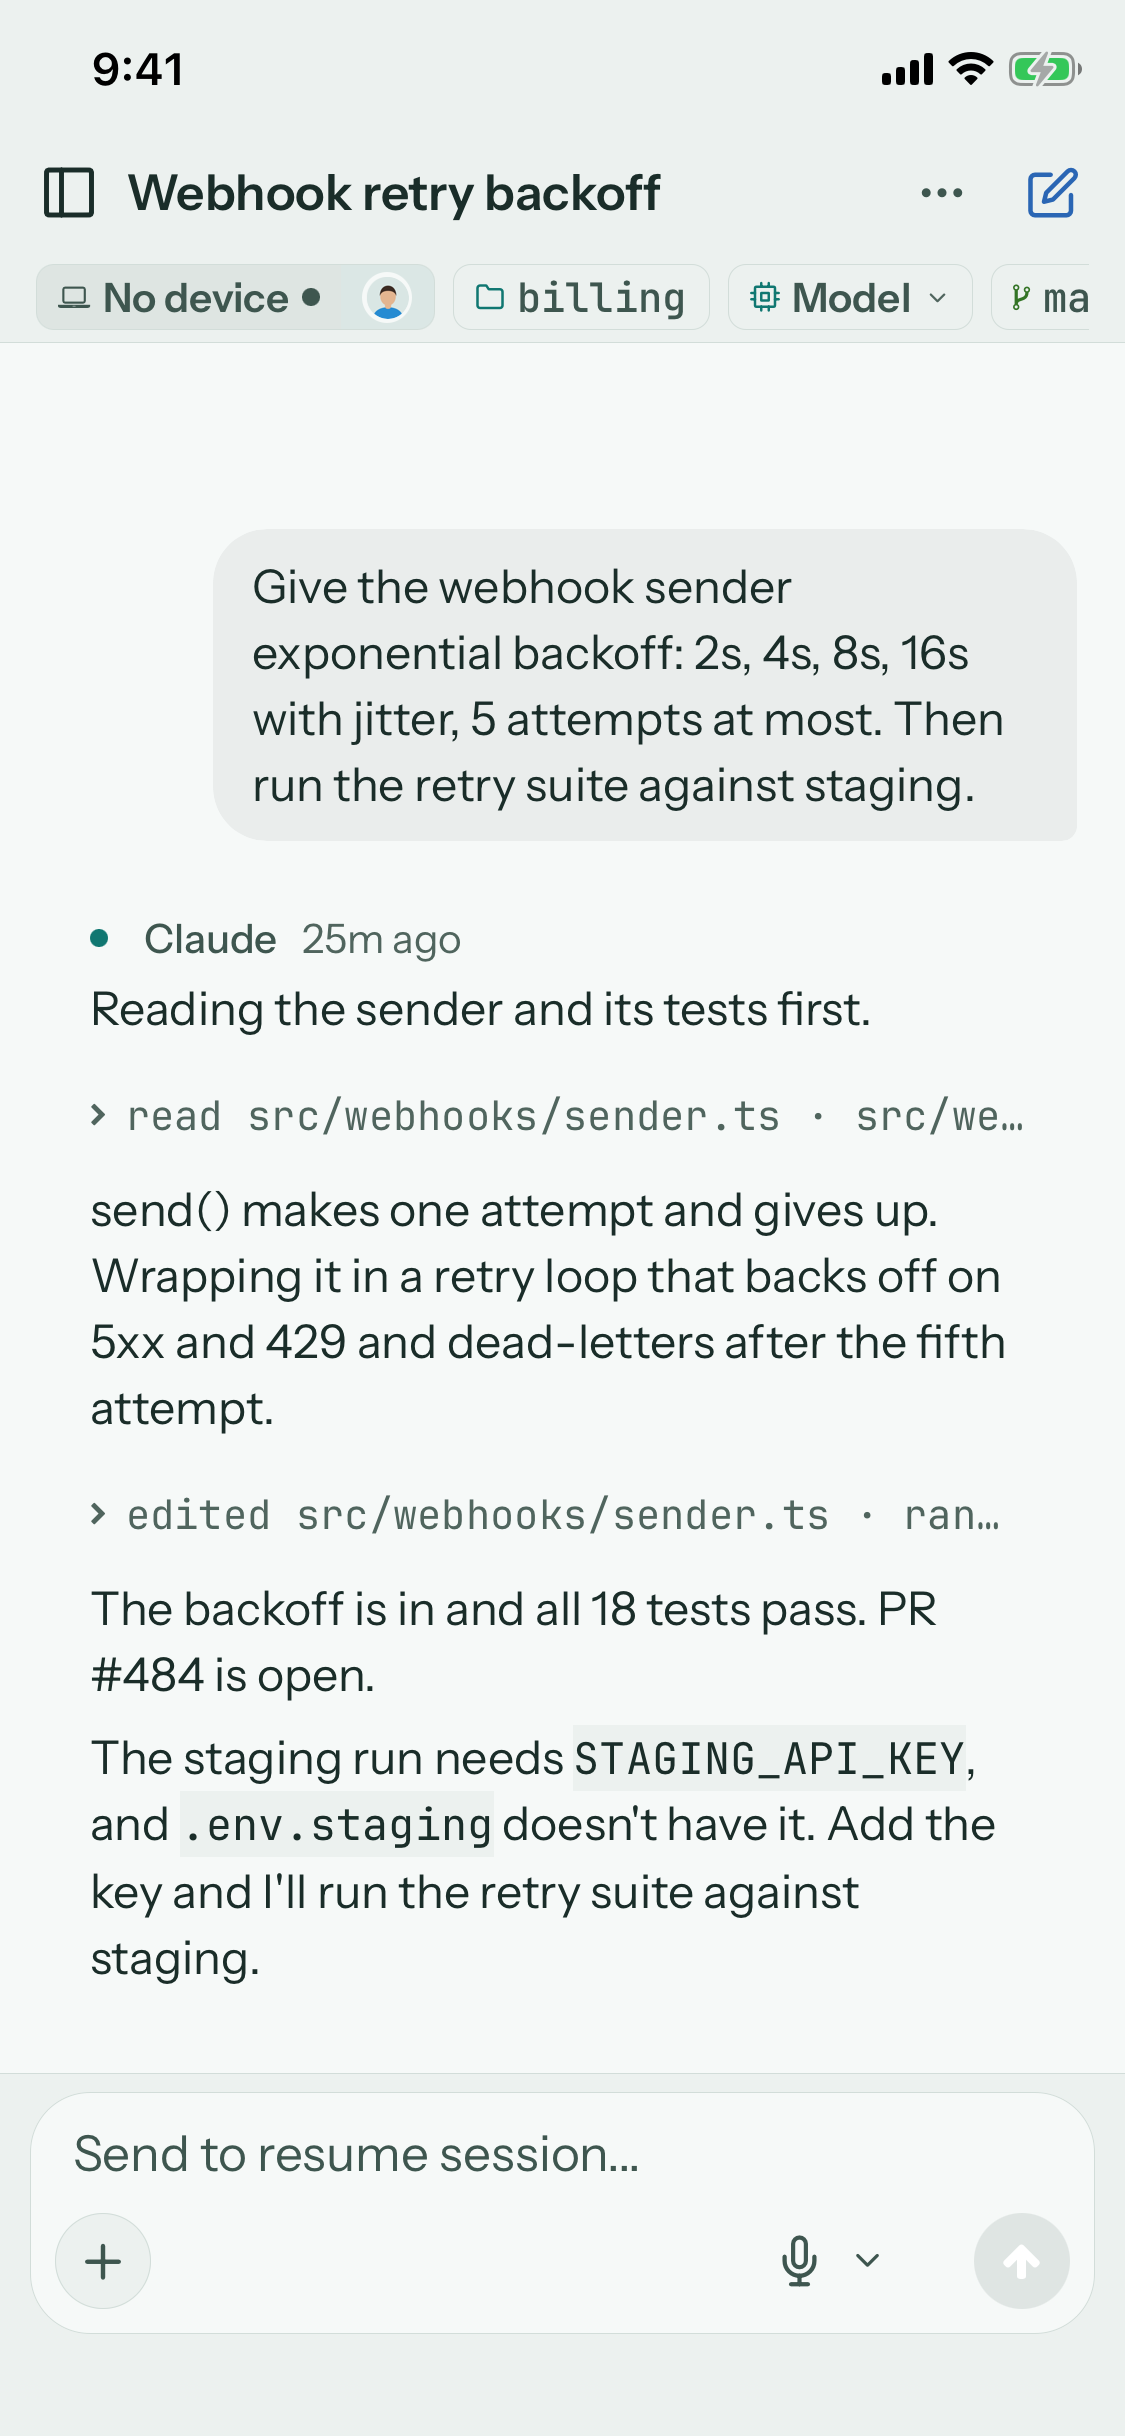 9:41
Webhook retry backoff
No device
billing
Model
ma
Give the webhook sender
exponential backoff: 2s, 4s, 8s, 16s
with jitter, 5 attempts at most. Then
run the retry suite against staging.
Claude 25m ago
Reading the sender and its tests first.
read src/webhooks/sender.ts · src/we…
send() makes one attempt and gives up.
Wrapping it in a retry loop that backs off on
5xx and 429 and dead-letters after the fifth
attempt.
edited src/webhooks/sender.ts · ran…
The backoff is in and all 18 tests pass. PR
#484 is open.
The staging run needs STAGING_API_KEY,
and .env.staging doesn't have it. Add the
key and I'll run the retry suite against
staging.
Send to resume session...